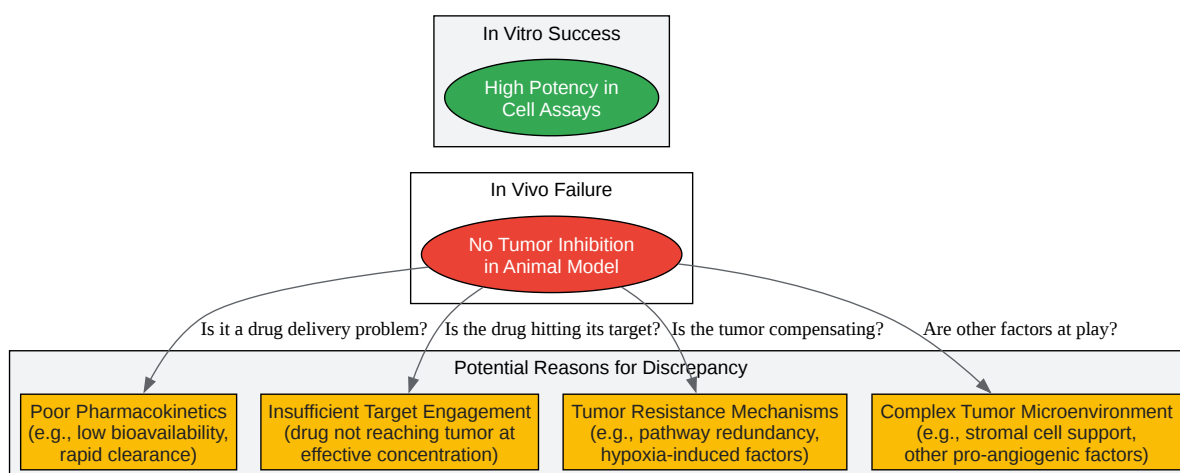 In Vitro Success
High Potency in
Cell Assays
In Vivo Failure
No Tumor Inhibition
in Animal Model
Is it a drug delivery problem?
Is the drug hitting its target?
Is the tumor compensating?
Are other factors at play?
Potential Reasons for Discrepancy
Poor Pharmacokinetics
(e.g., low bioavailability,
rapid clearance)
Insufficient Target Engagement
(drug not reaching tumor at
effective concentration)
Tumor Resistance Mechanisms
(e.g., pathway redundancy,
hypoxia-induced factors)
Complex Tumor Microenvironment
(e.g., stromal cell support,
other pro-angiogenic factors)